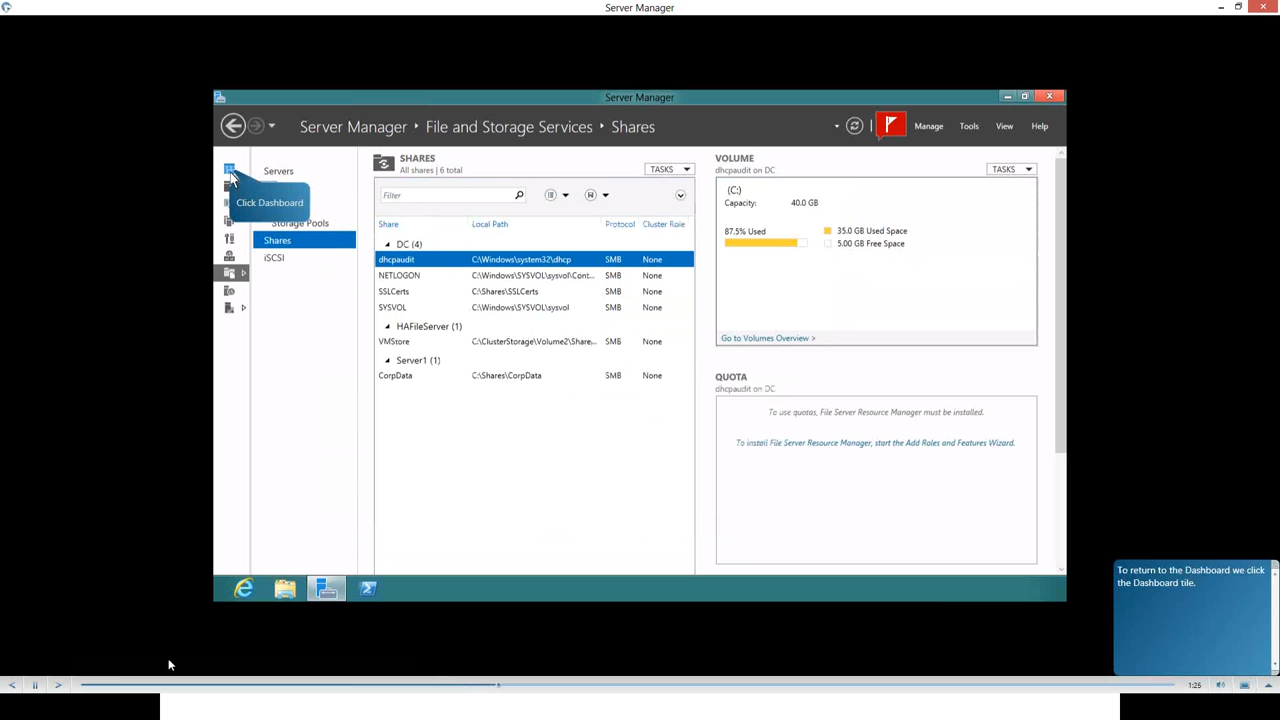 Server Manager
Server Manager
Server Manager • File and Storage Services • Shares
Manage Tools View Help
Servers
Click Dashboard
Storage Pools
Shares
iSCSI
SHARES
All shares | 6 total
TASKS
Filter
Share Local Path Protocol Cluster Role
DC (4)
dhcpaudit C:\Windows\system32\dhcp SMB None
NETLOGON C:\Windows\SYSVOL\sysvol\Cont... SMB None
SSLCerts C:\Shares\SSLCerts SMB None
SYSVOL C:\Windows\SYSVOL\sysvol SMB None
HAFileServer (1)
VMStore C:\ClusterStorage\Volume2\Share... SMB None
Server1 (1)
CorpData C:\Shares\CorpData SMB None
VOLUME
dhcpaudit on DC
TASKS
(C:)
Capacity: 40.0 GB
87.5% Used
35.0 GB Used Space
5.00 GB Free Space
Go to Volumes Overview >
QUOTA
dhcpaudit on DC
To use quotas, File Server Resource Manager must be installed.
To install File Server Resource Manager, start the Add Roles and Features Wizard.
To return to the Dashboard we click
the Dashboard tile.
1:25